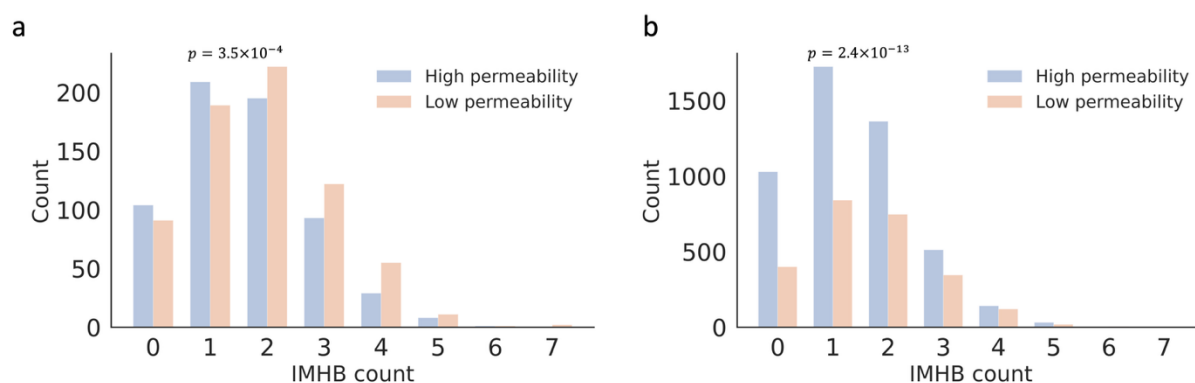 a
p = 3.5×10⁻⁴
High permeability
Low permeability
Count
200
150
100
50
0
0 1 2 3 4 5 6 7
IMHB count
b
p = 2.4×10⁻¹³
High permeability
Low permeability
Count
1500
1000
500
0
0 1 2 3 4 5 6 7
IMHB count